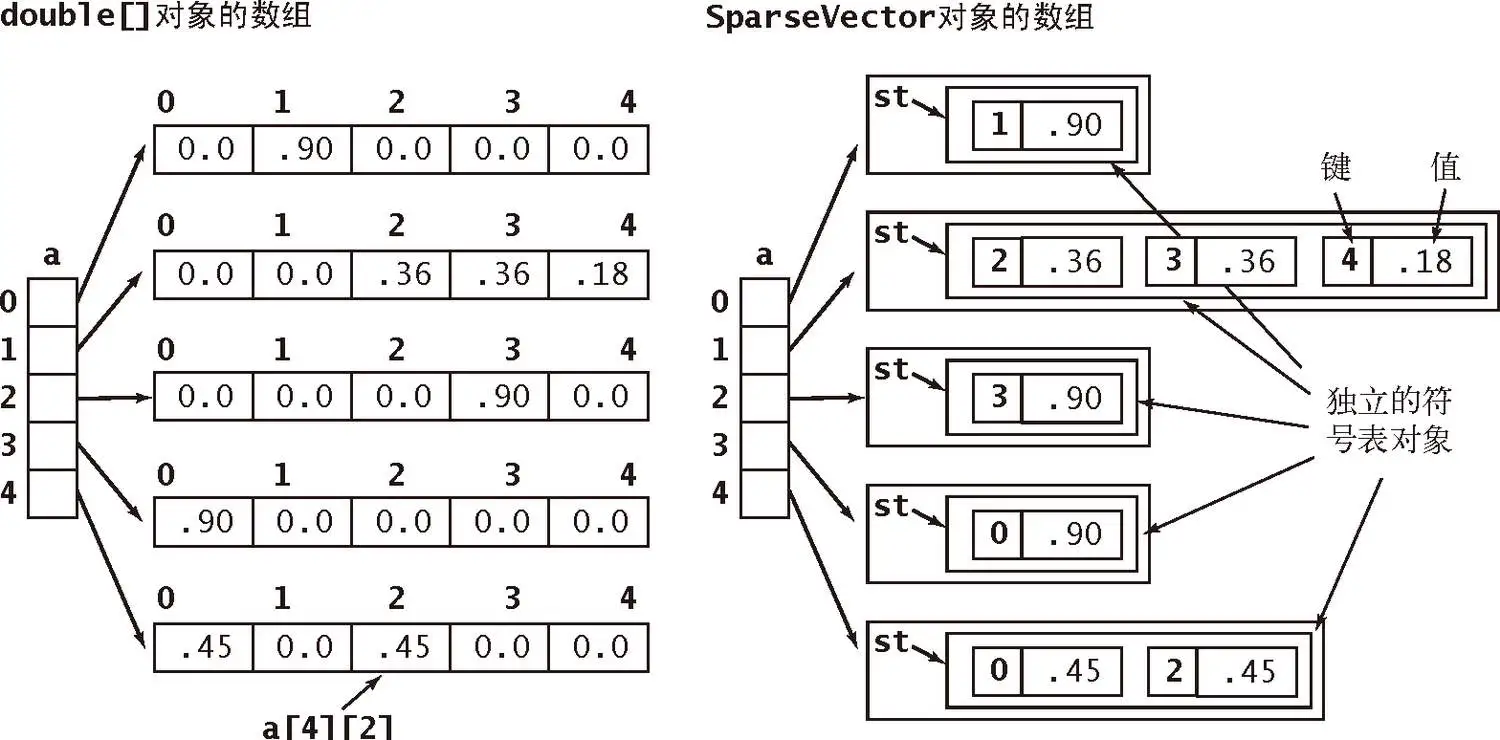 double[]对象的数组
0 1 2 3 4
0.0 .90 0.0 0.0 0.0
0 1 2 3 4
0.0 0.0 .36 .36 .18
a
0
1
2
3
4
0 1 2 3 4
0.0 0.0 0.0 .90 0.0
0 1 2 3 4
.90 0.0 0.0 0.0 0.0
0 1 2 3 4
.45 0.0 .45 0.0 0.0
a[4][2]
SparseVector对象的数组
st 1 .90
键 值
st 2 .36 3 .36 4 .18
a
0
1
2
3
4
st 3 .90
独立的符
号表对象
st 0 .90
st 0 .45 2 .45